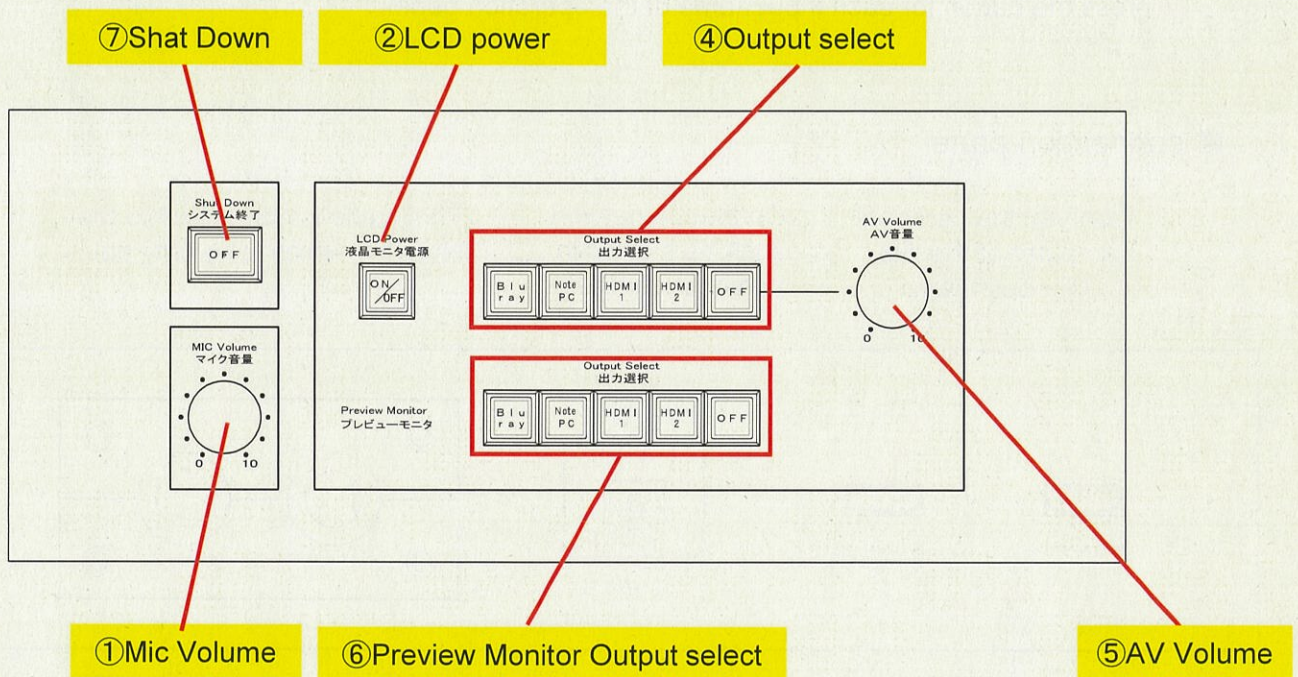 ⑦Shat Down
②LCD power
④Output select
Shut Down
システム終了
OFF
LCD Power
液晶モニタ電源
ON/OFF
Output Select
出力選択
Blu
ray
Note
PC
HDMI
1
HDMI
2
OFF
AV Volume
AV音量
0
10
MIC Volume
マイク音量
0
10
Preview Monitor
プレビューモニタ
Output Select
出力選択
Blu
ray
Note
PC
HDMI
1
HDMI
2
OFF
①Mic Volume
⑥Preview Monitor Output select
⑤AV Volume